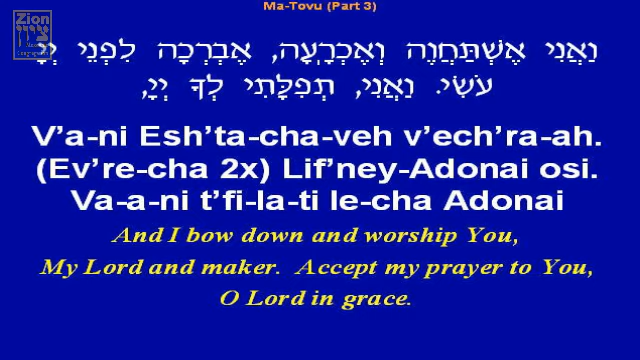 Ma-Tovu (Part 3)
Zion
ציון
וַאֲנִי אֶשְׁתַּחֲוֶה וְאֶכְרָעָה, אֶבְרְכָה לִפְנֵי יְיָ
עֹשִׂי. וַאֲנִי, תְפִלָּתִי לְךָ יְיָ,
V’a-ni Esh’ta-cha-veh v’ech’ra-ah.
(Ev’re-cha 2x) Lif’ney-Adonai osi.
Va-a-ni t’fi-la-ti le-cha Adonai
And I bow down and worship You,
My Lord and maker. Accept my prayer to You,
O Lord in grace.